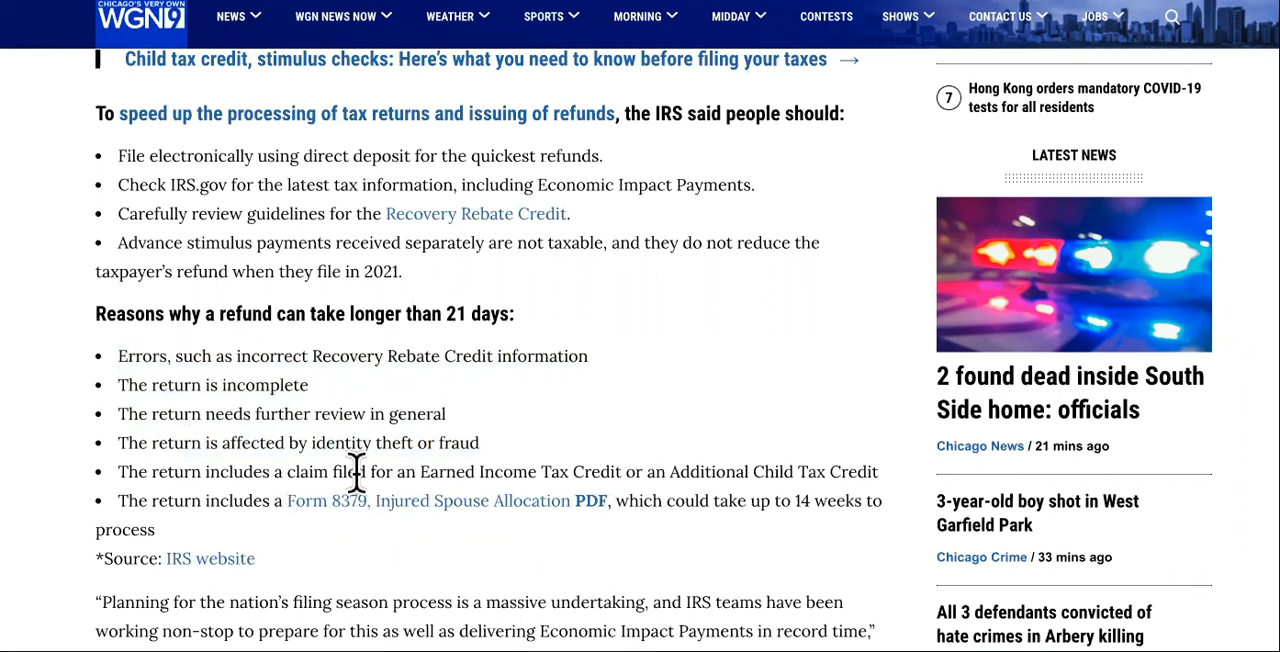 CHICAGO'S VERY OWN
WGN9
NEWS
WGN NEWS NOW
WEATHER
SPORTS
MORNING
MIDDAY
CONTESTS
SHOWS
CONTACT US
JOBS
Child tax credit, stimulus checks: Here's what you need to know before filing your taxes →
To speed up the processing of tax returns and issuing of refunds, the IRS said people should:
• File electronically using direct deposit for the quickest refunds.
• Check IRS.gov for the latest tax information, including Economic Impact Payments.
• Carefully review guidelines for the Recovery Rebate Credit.
• Advance stimulus payments received separately are not taxable, and they do not reduce the
taxpayer's refund when they file in 2021.
Reasons why a refund can take longer than 21 days:
• Errors, such as incorrect Recovery Rebate Credit information
• The return is incomplete
• The return needs further review in general
• The return is affected by identity theft or fraud
• The return includes a claim filed for an Earned Income Tax Credit or an Additional Child Tax Credit
• The return includes a Form 8379, Injured Spouse Allocation PDF, which could take up to 14 weeks to
process
*Source: IRS website
“Planning for the nation's filing season process is a massive undertaking, and IRS teams have been
working non-stop to prepare for this as well as delivering Economic Impact Payments in record time,”
7
Hong Kong orders mandatory COVID-19
tests for all residents
LATEST NEWS
2 found dead inside South
Side home: officials
Chicago News / 21 mins ago
3-year-old boy shot in West
Garfield Park
Chicago Crime / 33 mins ago
All 3 defendants convicted of
hate crimes in Arbery killing